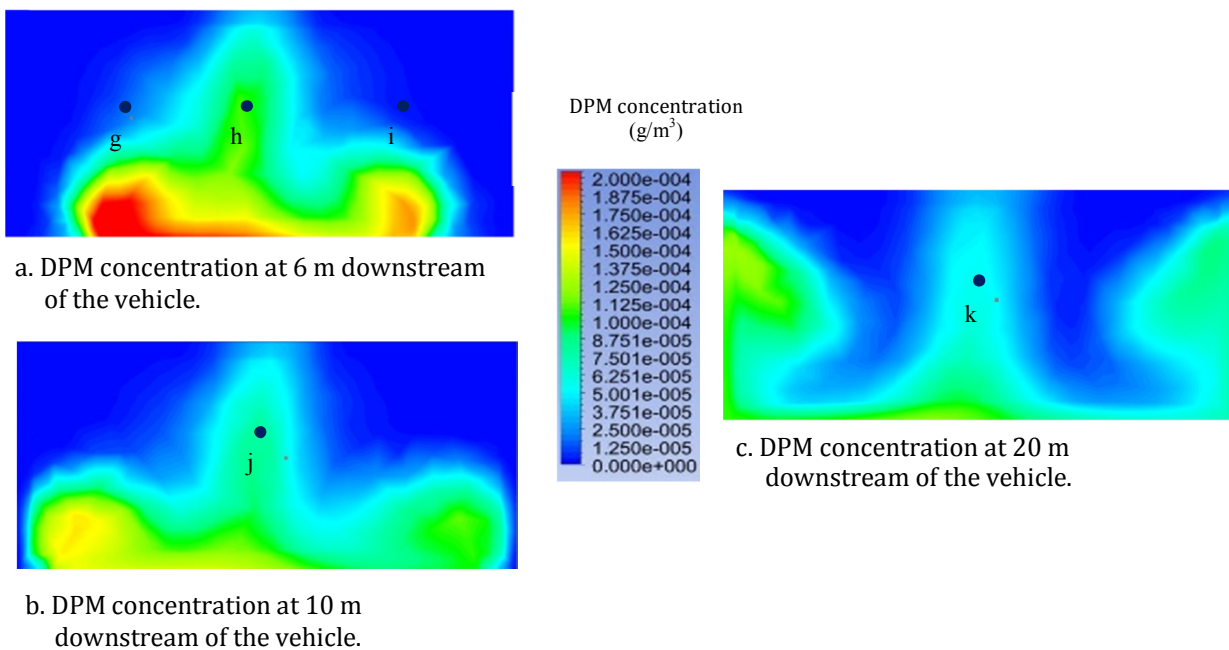 g
h
i
a. DPM concentration at 6 m downstream
of the vehicle.
DPM concentration
(g/m³)
2.000e-004
1.875e-004
1.750e-004
1.625e-004
1.500e-004
1.375e-004
1.250e-004
1.125e-004
1.000e-004
8.750e-005
7.501e-005
6.251e-005
5.001e-005
3.751e-005
2.500e-005
1.250e-005
0.000e+000
k
c. DPM concentration at 20 m
downstream of the vehicle.
j
b. DPM concentration at 10 m
downstream of the vehicle.